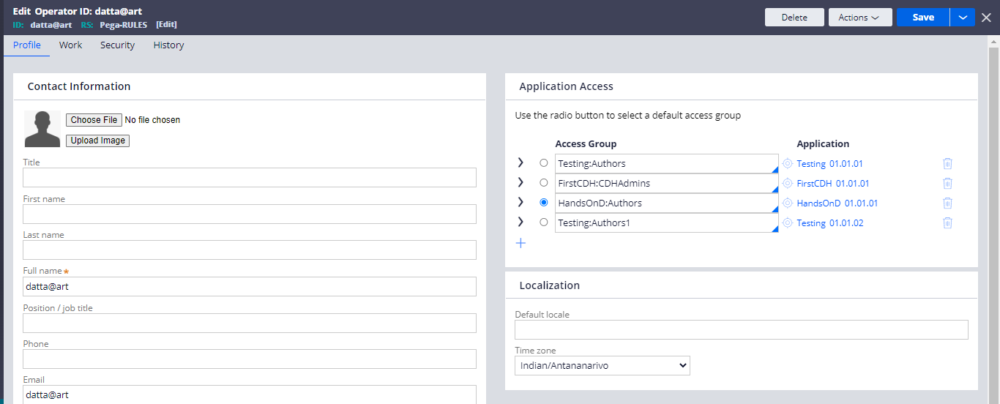 Edit Operator ID: datta@art
ID: datta@art RS: Pega-RULES [Edit]
Delete
Actions
Save
Profile Work Security History
Contact Information
Choose File No file chosen
Upload Image
Title
First name
Last name
Full name *
datta@art
Position / job title
Phone
Email
datta@art
Application Access
Use the radio button to select a default access group
Access Group Application
Testing:Authors Testing 01.01.01
FirstCDH:CDHAdmins FirstCDH 01.01.01
HandsOnD:Authors HandsOnD 01.01.01
Testing:Authors1 Testing 01.01.02
Localization
Default locale
Time zone
Indian/Antananarivo